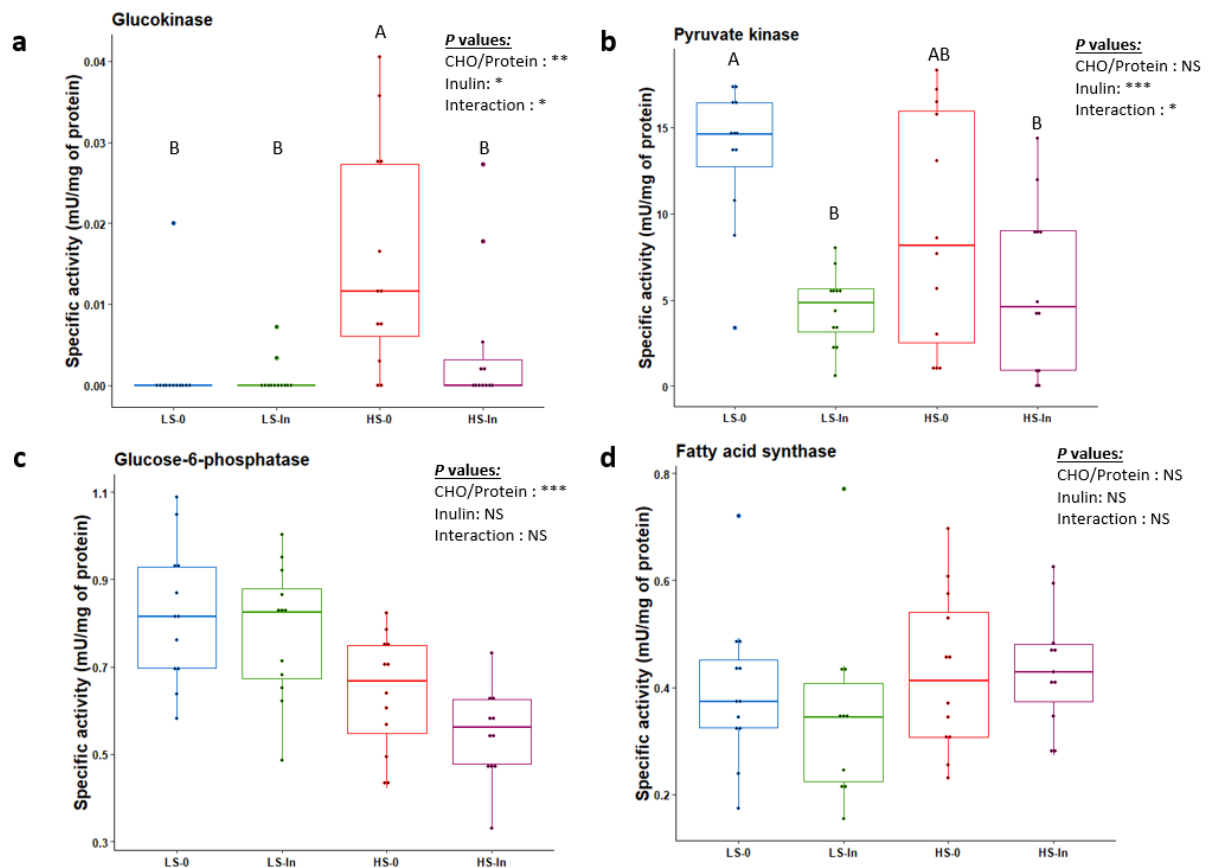 a
Glucokinase
Specific activity (mU/mg of protein)
0.04
0.03
0.02
0.01
0.00
B
B
A
B
LS-0
LS-In
HS-0
HS-In
P values:
CHO/Protein : **
Inulin: *
Interaction : *
b
Pyruvate kinase
Specific activity (mU/mg of protein)
15
10
5
0
A
B
AB
B
LS-0
LS-In
HS-0
HS-In
P values:
CHO/Protein : NS
Inulin: ***
Interaction : *
c
Glucose-6-phosphatase
Specific activity (mU/mg of protein)
1.1
0.9
0.7
0.5
0.3
LS-0
LS-In
HS-0
HS-In
P values:
CHO/Protein : ***
Inulin: NS
Interaction : NS
d
Fatty acid synthase
Specific activity (mU/mg of protein)
0.8
0.6
0.4
0.2
LS-0
LS-In
HS-0
HS-In
P values:
CHO/Protein : NS
Inulin: NS
Interaction : NS